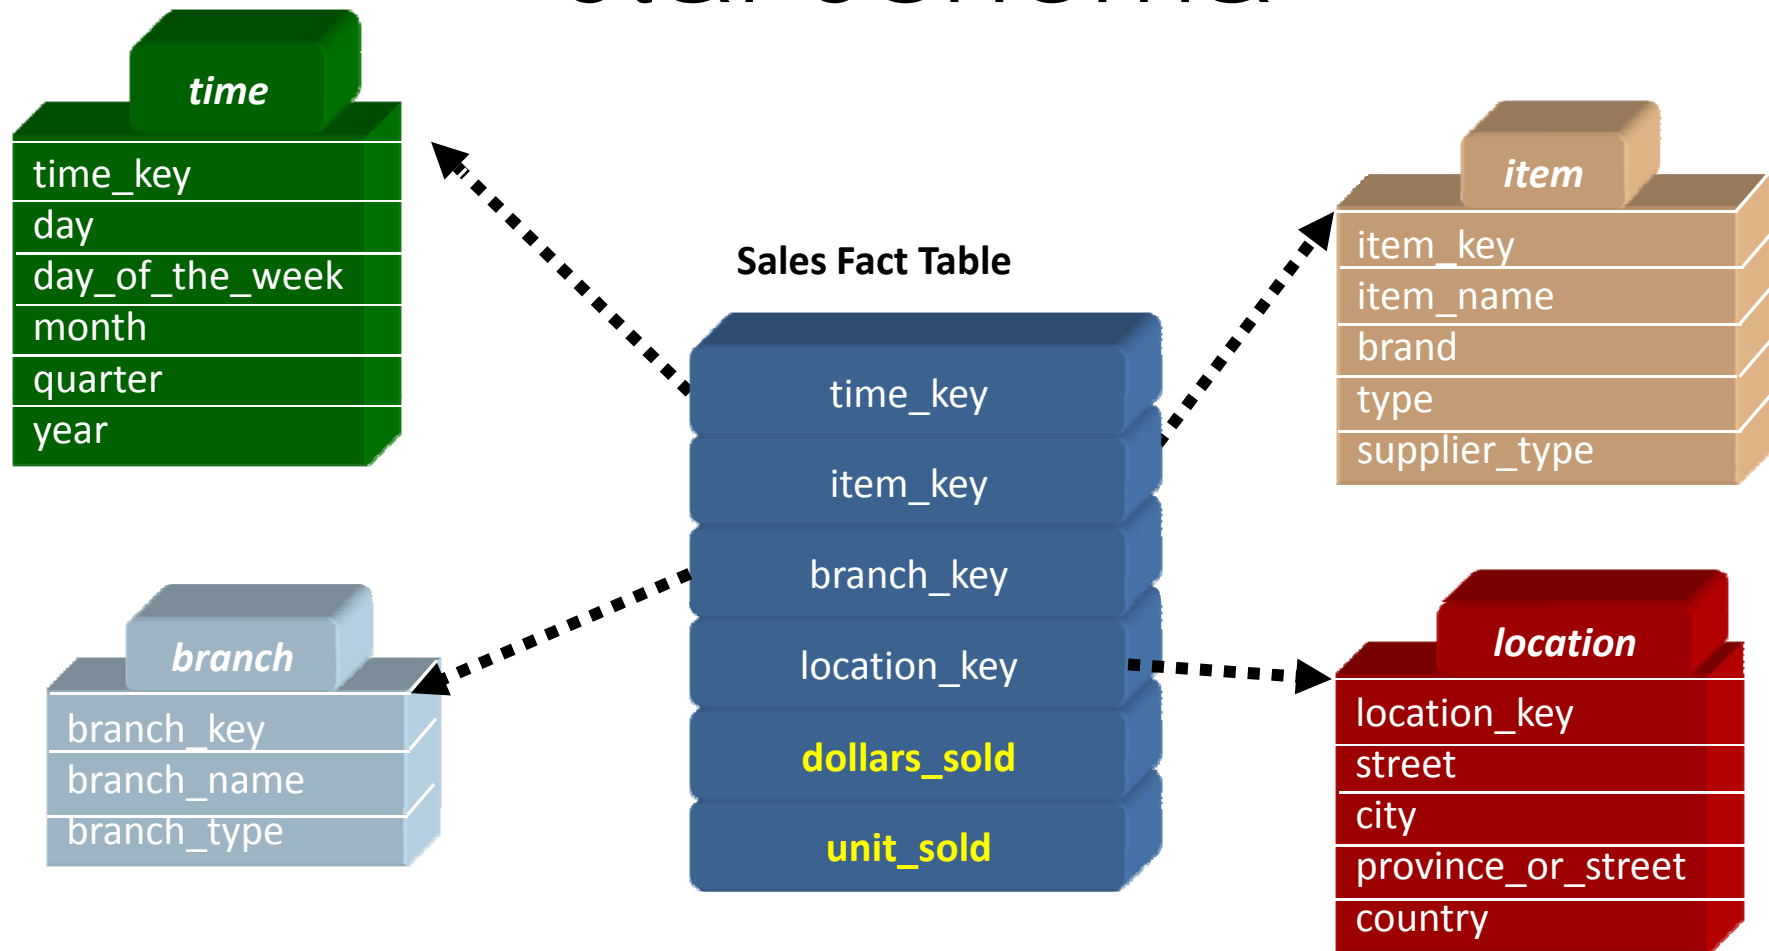 time
time_key
day
day_of_the_week
month
quarter
year
item
item_key
item_name
brand
type
supplier_type
Sales Fact Table
time_key
item_key
branch_key
location_key
dollars_sold
unit_sold
branch
branch_key
branch_name
branch_type
location
location_key
street
city
province_or_street
country